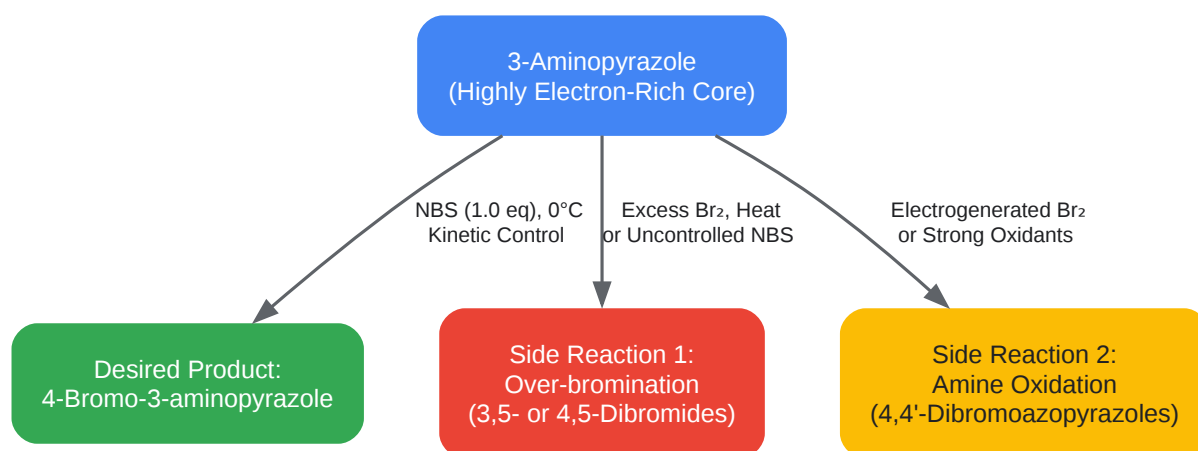 3-Aminopyrazole
(Highly Electron-Rich Core)
NBS (1.0 eq), 0°C
Kinetic Control
Excess Br₂, Heat
or Uncontrolled NBS
Electrogenerated Br₂
or Strong Oxidants
Desired Product:
4-Bromo-3-aminopyrazole
Side Reaction 1:
Over-bromination
(3,5- or 4,5-Dibromides)
Side Reaction 2:
Amine Oxidation
(4,4'-Dibromoazopyrazoles)